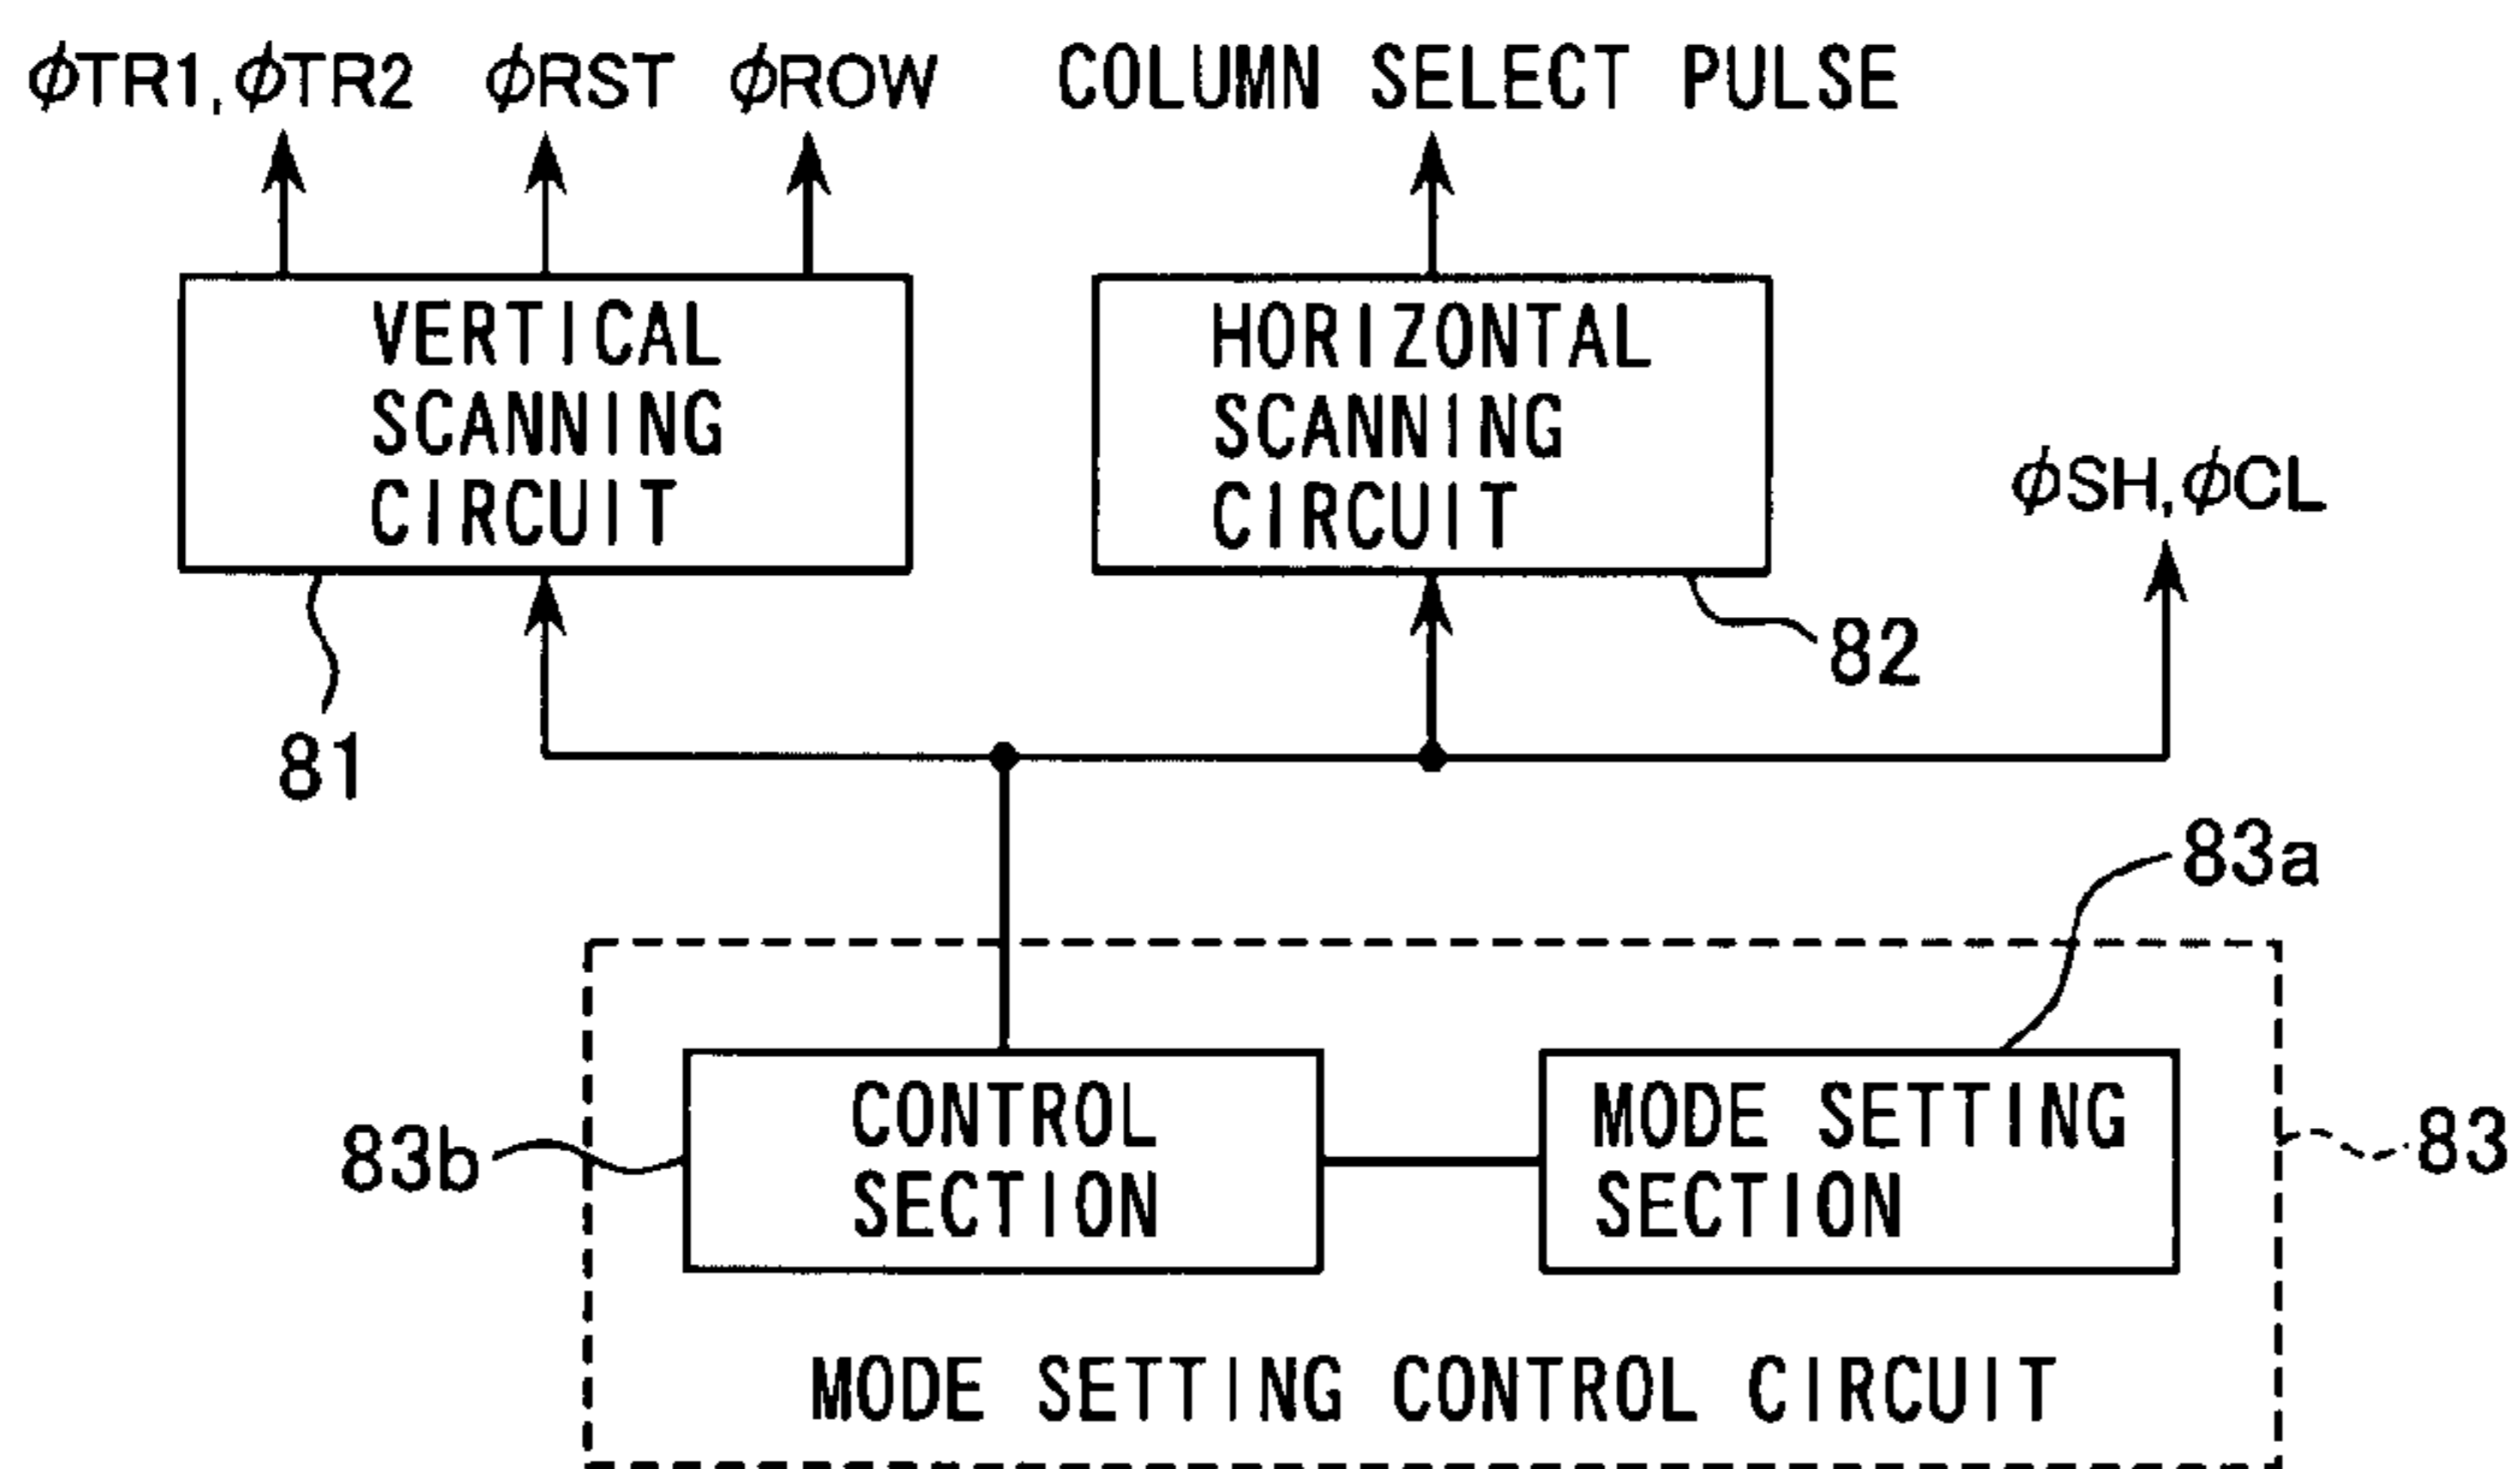 ϕTR1,ϕTR2 ϕRST ϕROW COLUMN SELECT PULSE
VERTICAL
SCANNING
CIRCUIT
HORIZONTAL
SCANNING
CIRCUIT
ϕSH,ϕCL
81
82
83a
83b
CONTROL
SECTION
MODE SETTING
SECTION
83
MODE SETTING CONTROL CIRCUIT